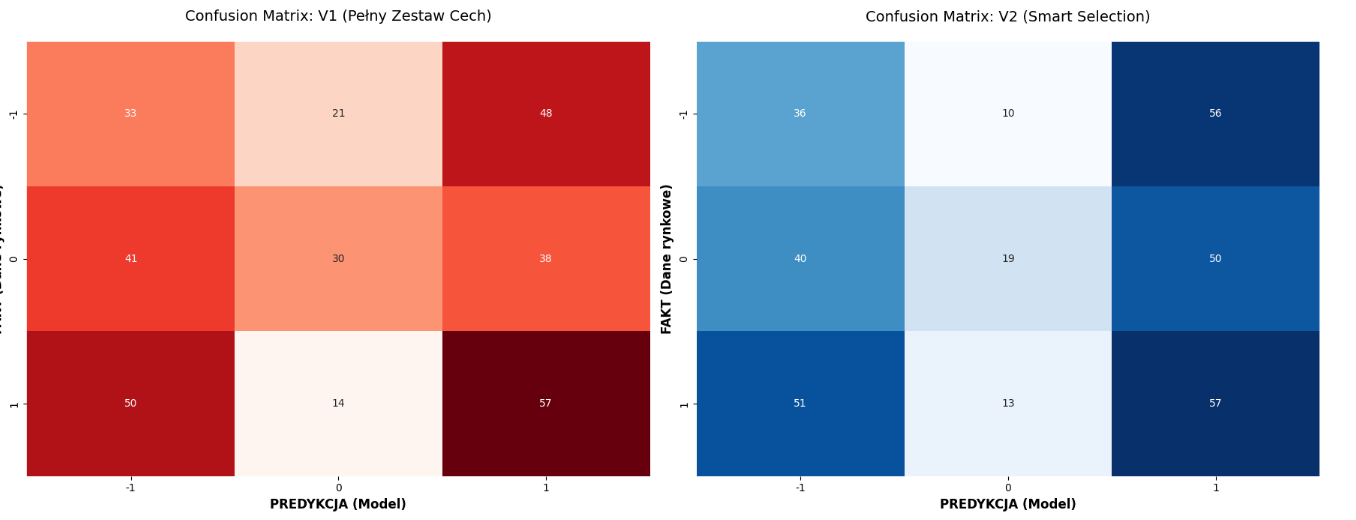 Confusion Matrix: V1 (Pełny Zestaw Cech)
-1 33 21 48
0 41 30 38
1 50 14 57
-1 0 1
PREDYKCJA (Model)
Confusion Matrix: V2 (Smart Selection)
FAKT (Dane rynkowe)
-1 36 10 56
0 40 19 50
1 51 13 57
-1 0 1
PREDYKCJA (Model)